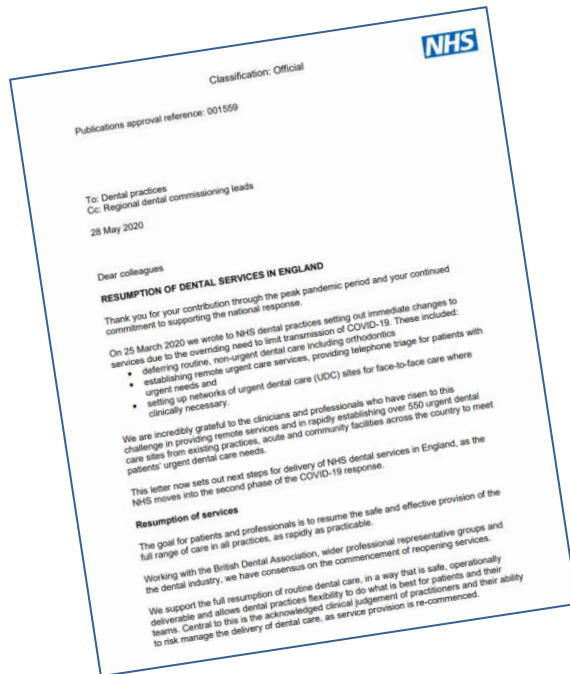 NHS
Classification: Official
Publications approval reference: 001559
To: Dental practices
Cc: Regional dental commissioning leads
28 May 2020
Dear colleagues
RESUMPTION OF DENTAL SERVICES IN ENGLAND
Thank you for your contribution through the peak pandemic period and your continued
commitment to supporting the national response.
On 25 March 2020 we wrote to NHS dental practices setting out immediate changes to
services due to the overriding need to limit transmission of COVID-19. These included:
• deferring routine, non-urgent dental care including orthodontics
• establishing remote urgent care services, providing telephone triage for patients with
urgent needs and
• setting up networks of urgent dental care (UDC) sites for face-to-face care where
clinically necessary.
We are incredibly grateful to the clinicians and professionals who have risen to this
challenge in providing remote services and in rapidly establishing over 550 urgent dental
care sites from existing practices, acute and community facilities across the country to meet
patients' urgent dental care needs.
This letter now sets out next steps for delivery of NHS dental services in England, as the
NHS moves into the second phase of the COVID-19 response.
Resumption of services
The goal for patients and professionals is to resume the safe and effective provision of the
full range of care in all practices, as rapidly as practicable.
Working with the British Dental Association, wider professional representative groups and
the dental industry, we have consensus on the commencement of reopening services.
We support the full resumption of routine dental care, in a way that is safe, operationally
deliverable and allows dental practices flexibility to do what is best for patients and their
teams. Central to this is the acknowledged clinical judgement of practitioners and their ability
to risk manage the delivery of dental care, as service provision is re-commenced.